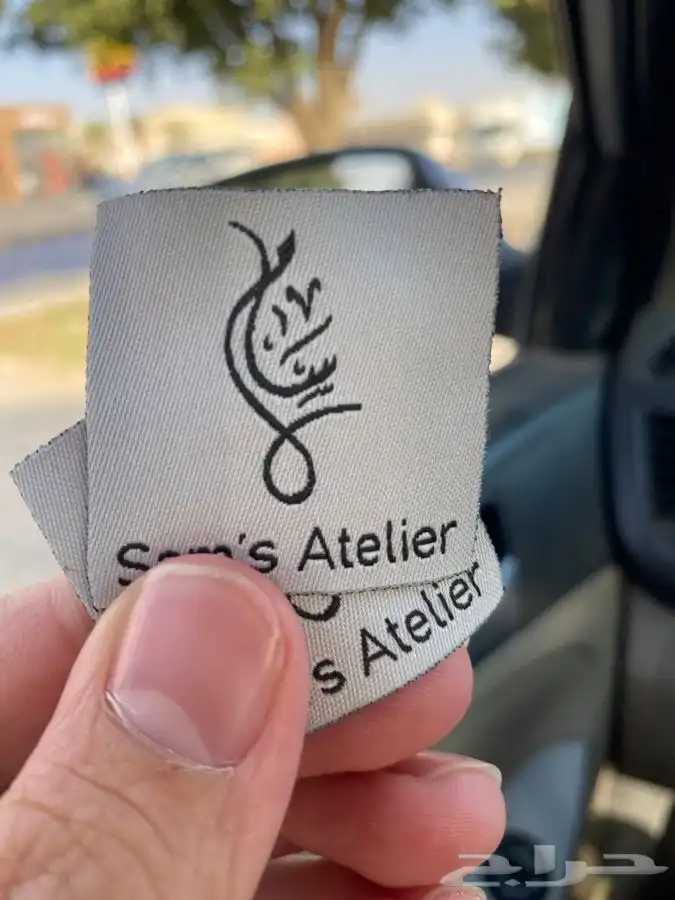 Sam's Atelier
s Atelier
حراج